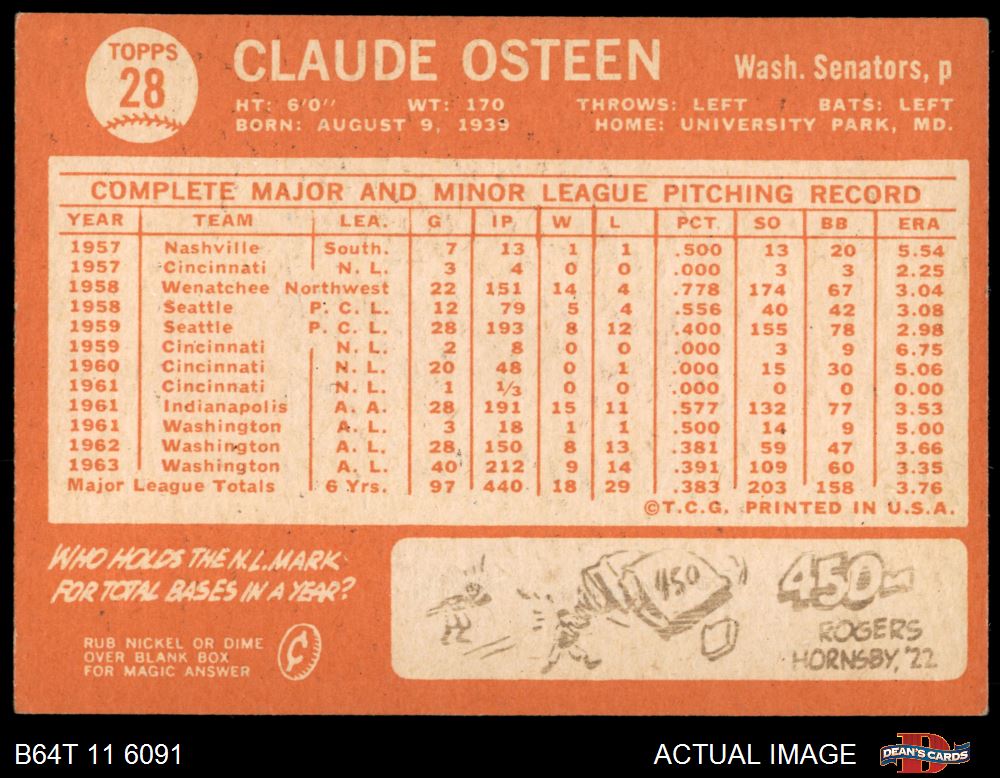 TOPPS
28
CLAUDE OSTEEN
Wash. Senators, p
HT: 6'0" WT: 170 THROWS: LEFT BATS: LEFT
BORN: AUGUST 9, 1939 HOME: UNIVERSITY PARK, MD.
COMPLETE MAJOR AND MINOR LEAGUE PITCHING RECORD
YEAR TEAM LEA. G IP W L PCT. SO BB ERA
1957 Nashville South. 7 13 1 1 .500 13 20 5.54
1957 Cincinnati N. L. 3 4 0 0 .000 3 3 2.25
1958 Wenatchee Northwest 22 151 14 4 .778 174 67 3.04
1958 Seattle P. C. L. 12 79 5 4 .556 40 42 3.08
1959 Seattle P. C. L. 28 193 8 12 .400 155 78 2.98
1959 Cincinnati N. L. 2 8 0 0 .000 3 9 6.75
1960 Cincinnati N. L. 20 48 0 1 .000 15 30 5.06
1961 Cincinnati N. L. 1 1/3 0 0 .000 0 0 0.00
1961 Indianapolis A. A. 28 191 15 11 .577 132 77 3.53
1961 Washington A. L. 3 18 1 1 .500 14 9 5.00
1962 Washington A. L. 28 150 8 13 .381 59 47 3.66
1963 Washington A. L. 40 212 9 14 .391 109 60 3.35
Major League Totals 6 Yrs. 97 440 18 29 .383 203 158 3.76
©T.C.G. PRINTED IN U.S.A.
WHO HOLDS THE N.L. MARK
FOR TOTAL BASES IN A YEAR?
RUB NICKEL OR DIME
OVER BLANK BOX
FOR MAGIC ANSWER
¢
450
450—
ROGERS
HORNSBY, '22
B64T 11 6091
ACTUAL IMAGE
D
DEAN'S CARDS